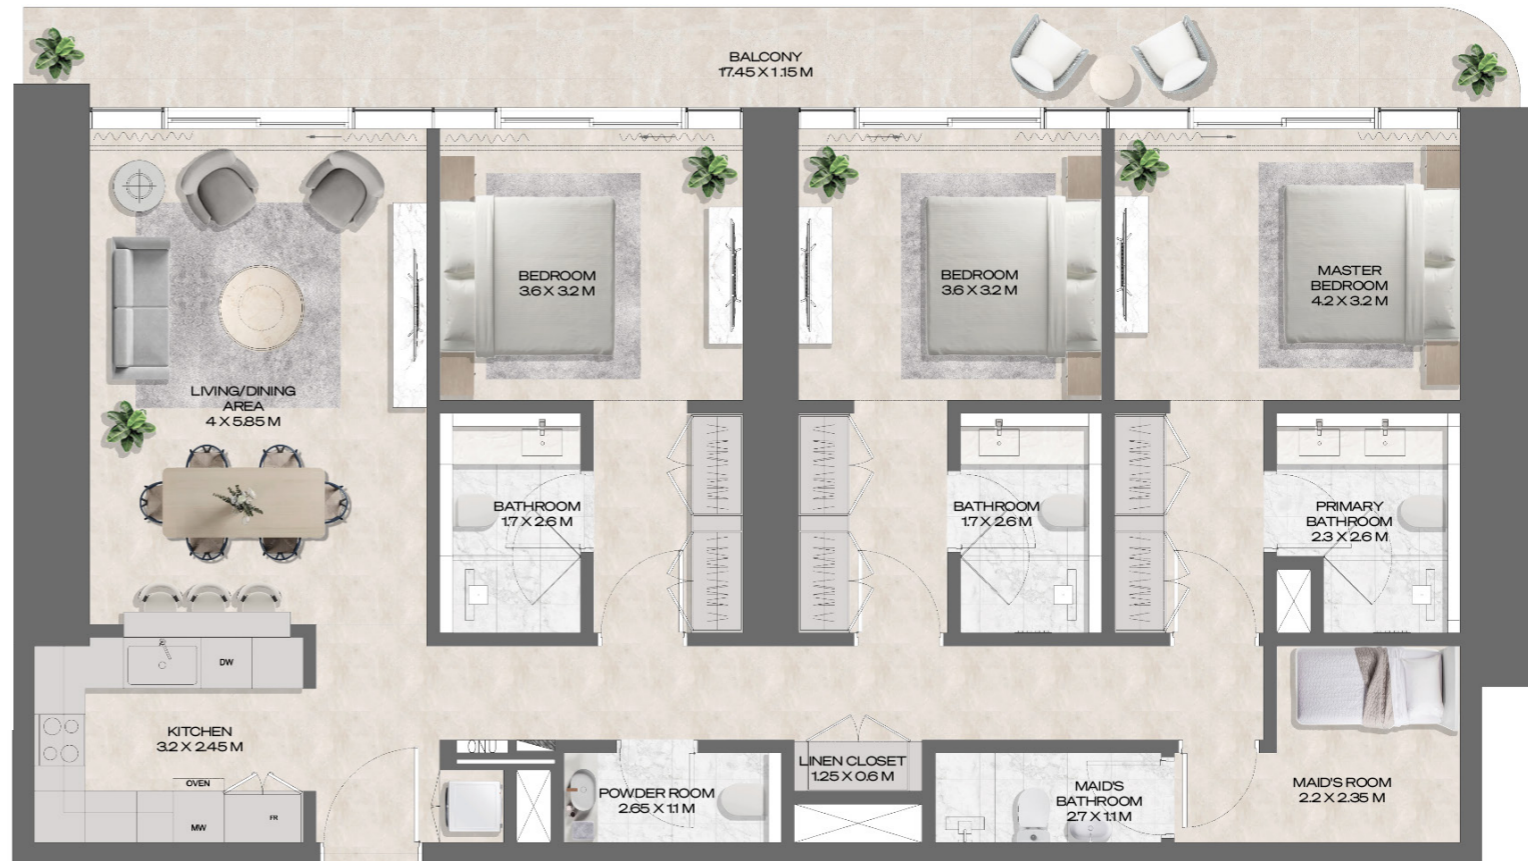 BALCONY
17.45 X 1.15 M
BEDROOM
3.6 X 3.2 M
BEDROOM
3.6 X 3.2 M
MASTER
BEDROOM
4.2 X 3.2 M
LIVING/DINING
AREA
4 X 5.85 M
BATHROOM
1.7 X 2.6 M
BATHROOM
1.7 X 2.6 M
PRIMARY
BATHROOM
2.3 X 2.6 M
DW
KITCHEN
3.2 X 2.45 M
OVEN
MW
FR
ONU
POWDER ROOM
2.65 X 1.1 M
LINEN CLOSET
1.25 X 0.6 M
MAID'S
BATHROOM
2.7 X 1.1 M
MAID'S ROOM
2.2 X 2.35 M